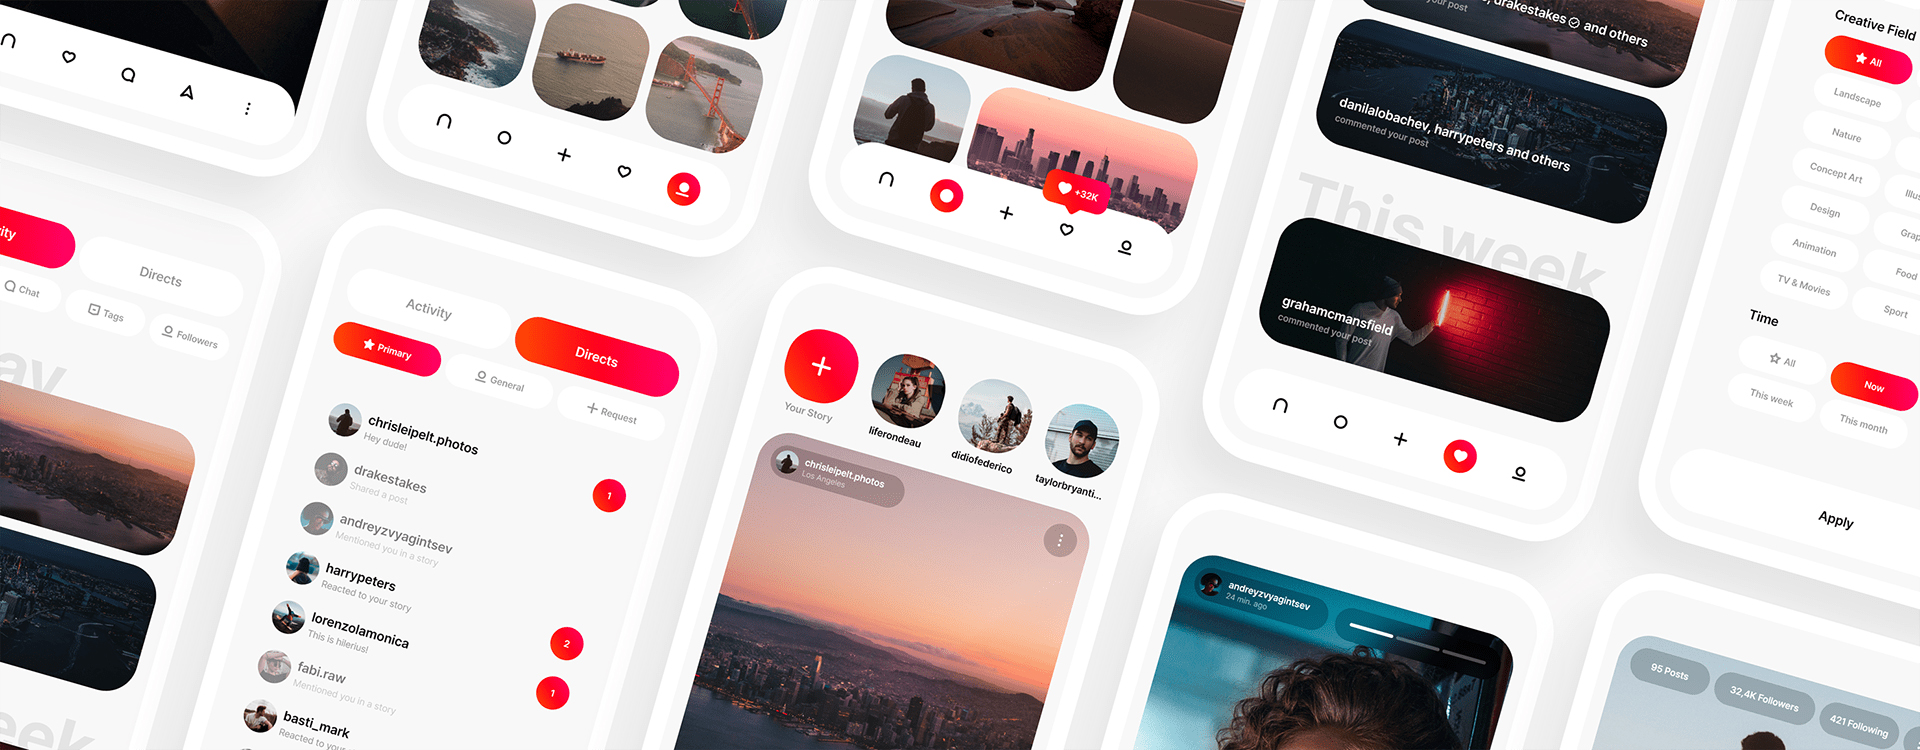 vity
Directs
Chat
Tags
Followers
ay
eek
Activity
Directs
Primary
General
Request
chrisleipelt.photos
Hey dude!
drakestakes
Shared a post
1
andreyzvyagintsev
Mentioned you in a story
harrypeters
Reacted to your story
lorenzolamonica
This is hilerius!
2
fabi.raw
Mentioned you in a story
1
basti_mark
Reacted to your
+32K
Your Story
liferondeau
didiofederico
taylorbryanti...
chrisleipelt.photos
Los Angeles
drakestakes and others
your post
danilalobachev, harrypeters and others
commented your post
This week
grahamcmansfield
commented your post
andreyzvyagintsev
24 min. ago
Creative Field
All
Landscape
Nature
Concept Art
Illus
Design
Grap
Animation
Food
TV & Movies
Sport
Time
All
Now
This week
This month
Apply
95 Posts
32,4K Followers
421 Following